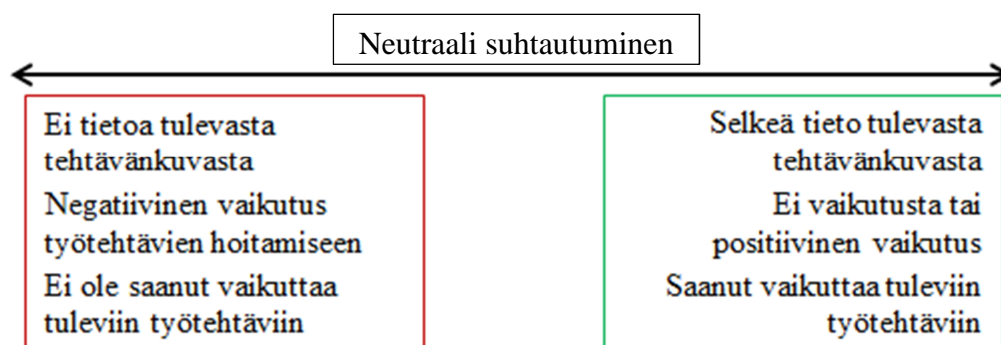 Neutraali suhtautuminen
Ei tietoa tulevasta
tehtävänkuvasta
Negatiivinen vaikutus
työtehtävien hoitamiseen
Ei ole saanut vaikuttaa
tuleviin työtehtäviin
Selkeä tieto tulevasta
tehtävänkuvasta
Ei vaikutusta tai
positiivinen vaikutus
Saanut vaikuttaa tuleviin
työtehtäviin